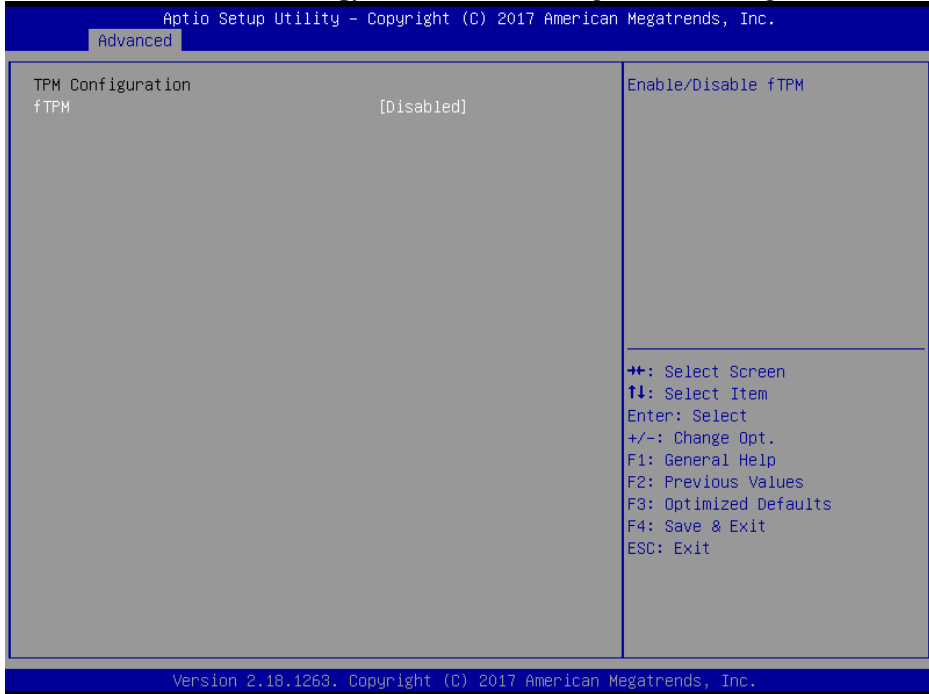 Aptio Setup Utility – Copyright (C) 2017 American Megatrends, Inc.
Advanced
TPM Configuration
fTPM [Disabled]
Enable/Disable fTPM
→←: Select Screen
↑↓: Select Item
Enter: Select
+/-: Change Opt.
F1: General Help
F2: Previous Values
F3: Optimized Defaults
F4: Save & Exit
ESC: Exit
Version 2.18.1263. Copyright (C) 2017 American Megatrends, Inc.